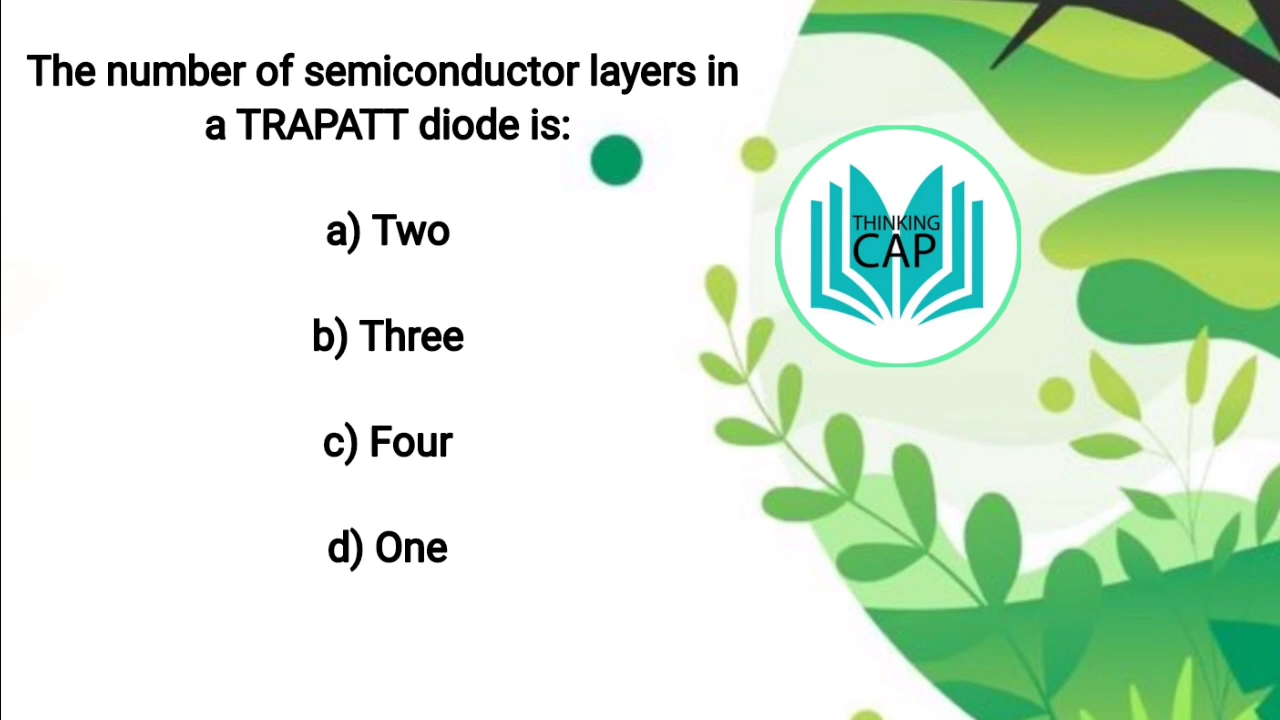 The number of semiconductor layers in
a TRAPATT diode is:
a) Two
b) Three
c) Four
d) One
THINKING
CAP